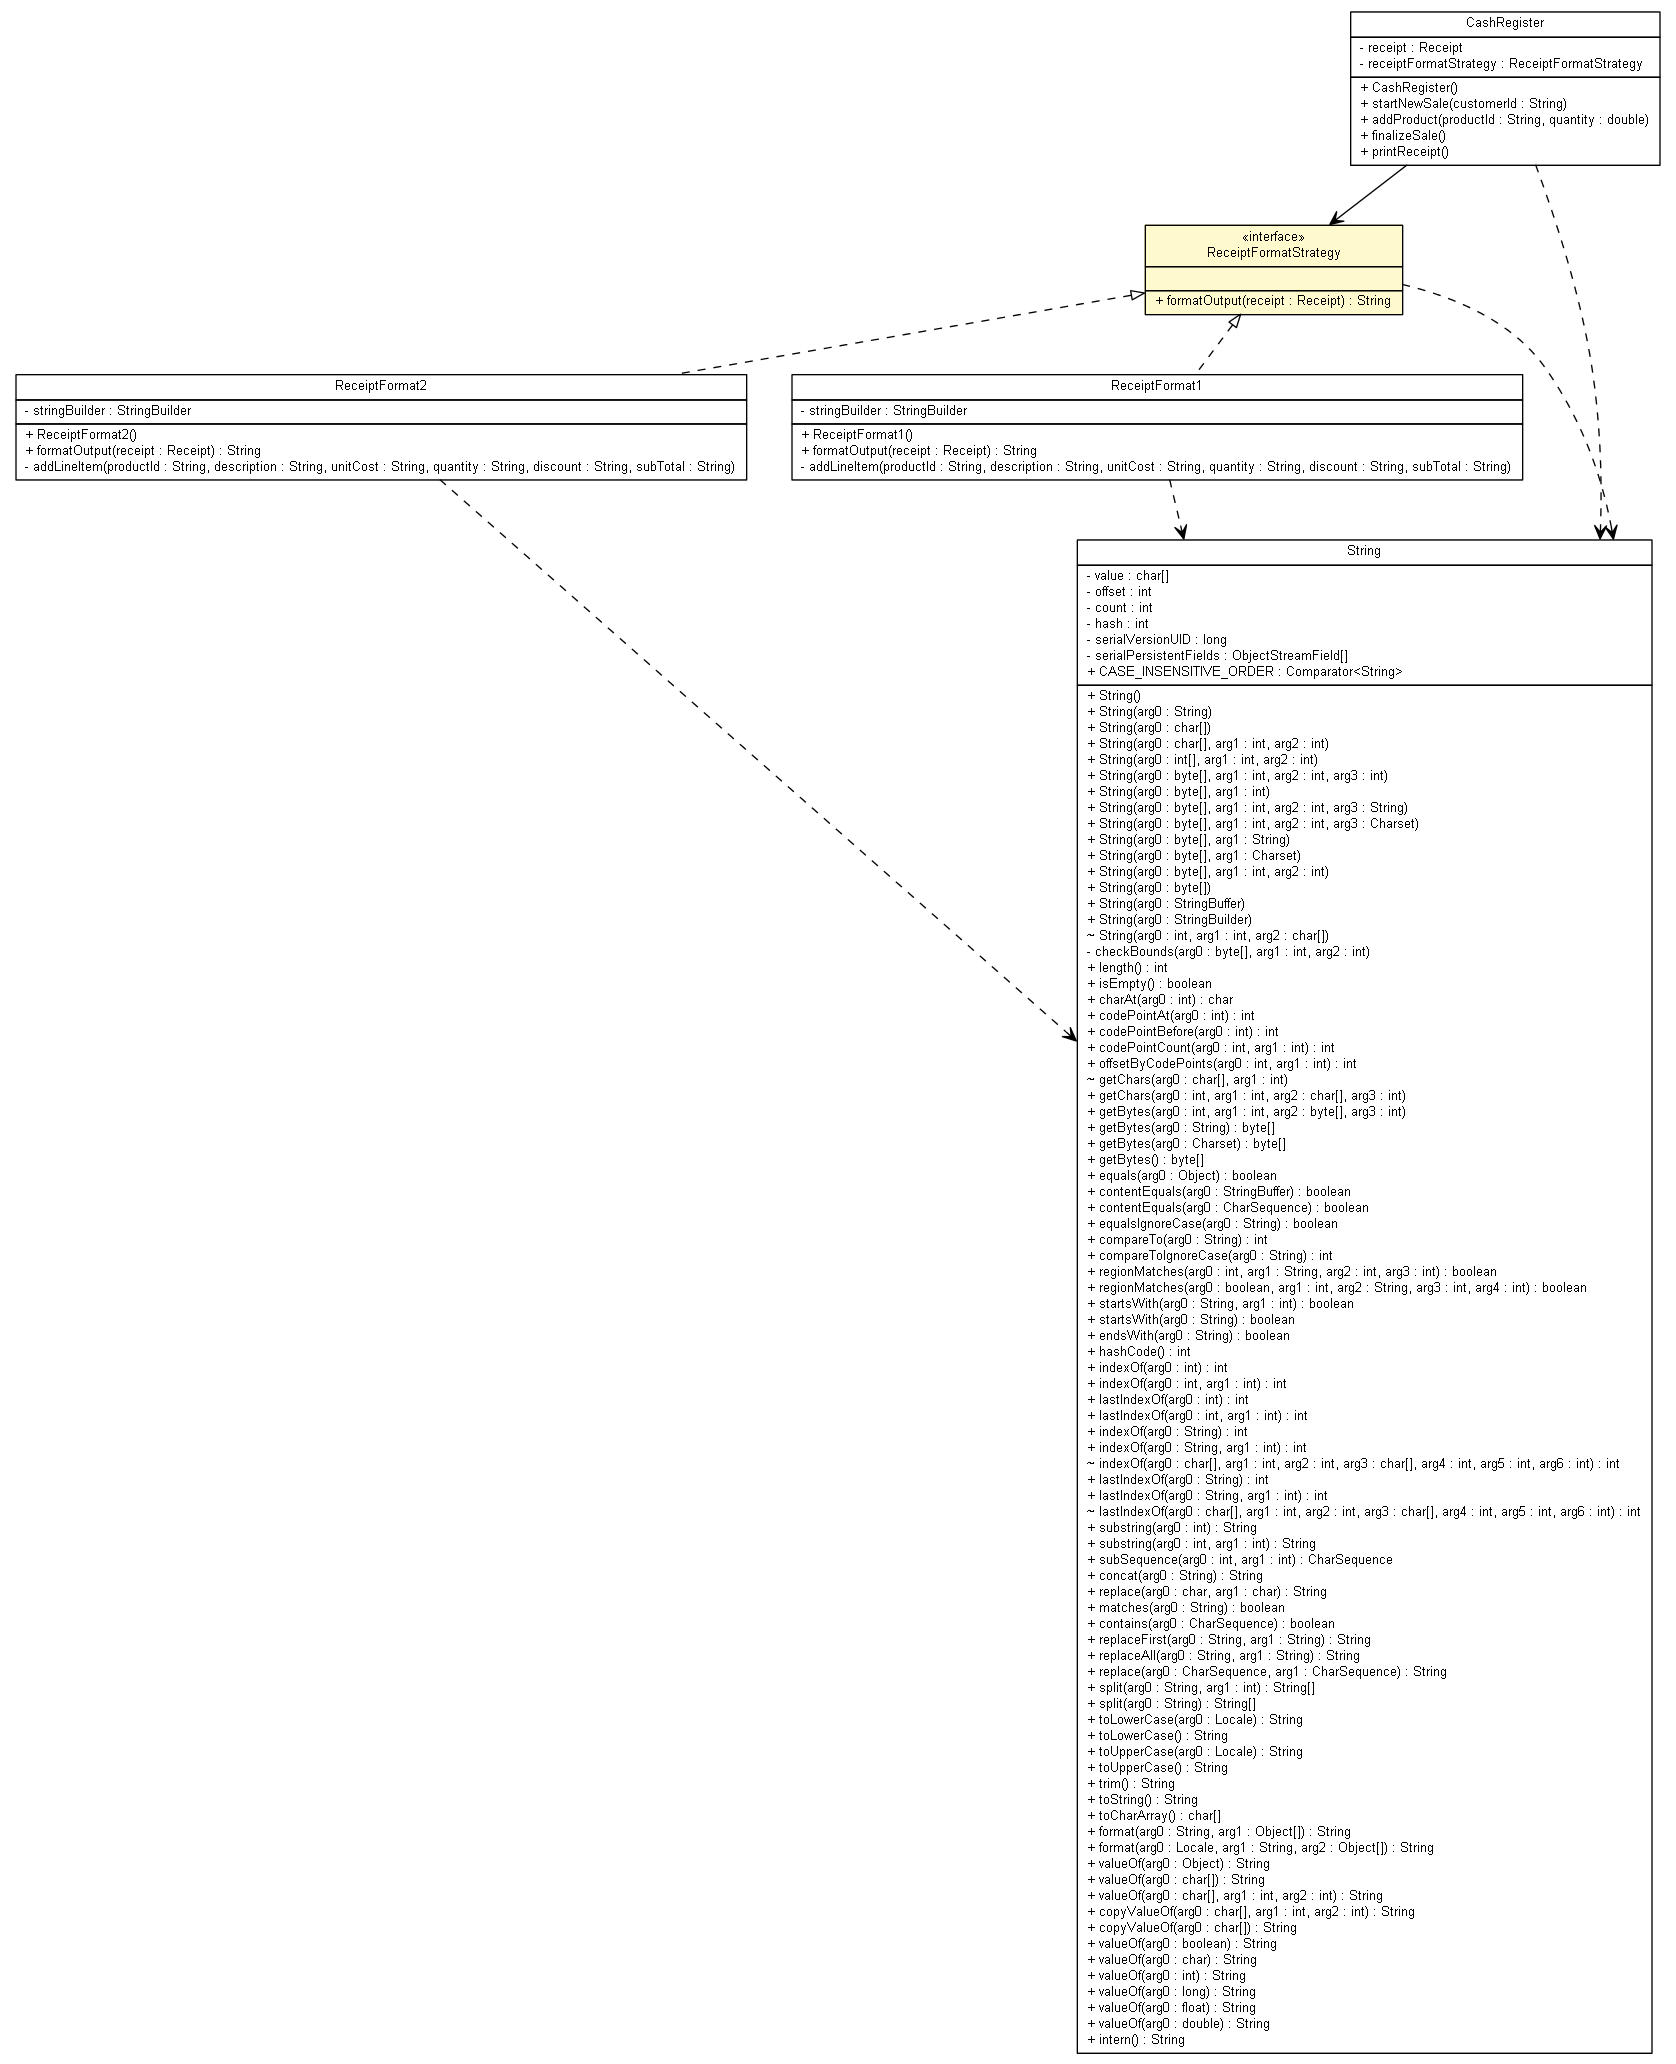 CashRegister
- receipt : Receipt
- receiptFormatStrategy : ReceiptFormatStrategy
+ CashRegister()
+ startNewSale(customerId : String)
+ addProduct(productId : String, quantity : double)
+ finalizeSale()
+ printReceipt()
«interface»
ReceiptFormatStrategy
+ formatOutput(receipt : Receipt) : String
ReceiptFormat2
- stringBuilder : StringBuilder
+ ReceiptFormat2()
+ formatOutput(receipt : Receipt) : String
- addLineItem(productId : String, description : String, unitCost : String, quantity : String, discount : String, subTotal : String)
ReceiptFormat1
- stringBuilder : StringBuilder
+ ReceiptFormat1()
+ formatOutput(receipt : Receipt) : String
- addLineItem(productId : String, description : String, unitCost : String, quantity : String, discount : String, subTotal : String)
String
- value : char[]
- offset : int
- count : int
- hash : int
- serialVersionUID : long
- serialPersistentFields : ObjectStreamField[]
+ CASE_INSENSITIVE_ORDER : Comparator<String>
+ String()
+ String(arg0 : String)
+ String(arg0 : char[])
+ String(arg0 : char[], arg1 : int, arg2 : int)
+ String(arg0 : int[], arg1 : int, arg2 : int)
+ String(arg0 : byte[], arg1 : int, arg2 : int, arg3 : int)
+ String(arg0 : byte[], arg1 : int)
+ String(arg0 : byte[], arg1 : int, arg2 : int, arg3 : String)
+ String(arg0 : byte[], arg1 : int, arg2 : int, arg3 : Charset)
+ String(arg0 : byte[], arg1 : String)
+ String(arg0 : byte[], arg1 : Charset)
+ String(arg0 : byte[], arg1 : int, arg2 : int)
+ String(arg0 : byte[])
+ String(arg0 : StringBuffer)
+ String(arg0 : StringBuilder)
~ String(arg0 : int, arg1 : int, arg2 : char[])
- checkBounds(arg0 : byte[], arg1 : int, arg2 : int)
+ length() : int
+ isEmpty() : boolean
+ charAt(arg0 : int) : char
+ codePointAt(arg0 : int) : int
+ codePointBefore(arg0 : int) : int
+ codePointCount(arg0 : int, arg1 : int) : int
+ offsetByCodePoints(arg0 : int, arg1 : int) : int
~ getChars(arg0 : char[], arg1 : int)
+ getChars(arg0 : int, arg1 : int, arg2 : char[], arg3 : int)
+ getBytes(arg0 : int, arg1 : int, arg2 : byte[], arg3 : int)
+ getBytes(arg0 : String) : byte[]
+ getBytes(arg0 : Charset) : byte[]
+ getBytes() : byte[]
+ equals(arg0 : Object) : boolean
+ contentEquals(arg0 : StringBuffer) : boolean
+ contentEquals(arg0 : CharSequence) : boolean
+ equalsIgnoreCase(arg0 : String) : boolean
+ compareTo(arg0 : String) : int
+ compareToIgnoreCase(arg0 : String) : int
+ regionMatches(arg0 : int, arg1 : String, arg2 : int, arg3 : int) : boolean
+ regionMatches(arg0 : boolean, arg1 : int, arg2 : String, arg3 : int, arg4 : int) : boolean
+ startsWith(arg0 : String, arg1 : int) : boolean
+ startsWith(arg0 : String) : boolean
+ endsWith(arg0 : String) : boolean
+ hashCode() : int
+ indexOf(arg0 : int) : int
+ indexOf(arg0 : int, arg1 : int) : int
+ lastIndexOf(arg0 : int) : int
+ lastIndexOf(arg0 : int, arg1 : int) : int
+ indexOf(arg0 : String) : int
+ indexOf(arg0 : String, arg1 : int) : int
~ indexOf(arg0 : char[], arg1 : int, arg2 : int, arg3 : char[], arg4 : int, arg5 : int, arg6 : int) : int
+ lastIndexOf(arg0 : String) : int
+ lastIndexOf(arg0 : String, arg1 : int) : int
~ lastIndexOf(arg0 : char[], arg1 : int, arg2 : int, arg3 : char[], arg4 : int, arg5 : int, arg6 : int) : int
+ substring(arg0 : int) : String
+ substring(arg0 : int, arg1 : int) : String
+ subSequence(arg0 : int, arg1 : int) : CharSequence
+ concat(arg0 : String) : String
+ replace(arg0 : char, arg1 : char) : String
+ matches(arg0 : String) : boolean
+ contains(arg0 : CharSequence) : boolean
+ replaceFirst(arg0 : String, arg1 : String) : String
+ replaceAll(arg0 : String, arg1 : String) : String
+ replace(arg0 : CharSequence, arg1 : CharSequence) : String
+ split(arg0 : String, arg1 : int) : String[]
+ split(arg0 : String) : String[]
+ toLowerCase(arg0 : Locale) : String
+ toLowerCase() : String
+ toUpperCase(arg0 : Locale) : String
+ toUpperCase() : String
+ trim() : String
+ toString() : String
+ toCharArray() : char[]
+ format(arg0 : String, arg1 : Object[]) : String
+ format(arg0 : Locale, arg1 : String, arg2 : Object[]) : String
+ valueOf(arg0 : Object) : String
+ valueOf(arg0 : char[]) : String
+ valueOf(arg0 : char[], arg1 : int, arg2 : int) : String
+ copyValueOf(arg0 : char[], arg1 : int, arg2 : int) : String
+ copyValueOf(arg0 : char[]) : String
+ valueOf(arg0 : boolean) : String
+ valueOf(arg0 : char) : String
+ valueOf(arg0 : int) : String
+ valueOf(arg0 : long) : String
+ valueOf(arg0 : float) : String
+ valueOf(arg0 : double) : String
+ intern() : String